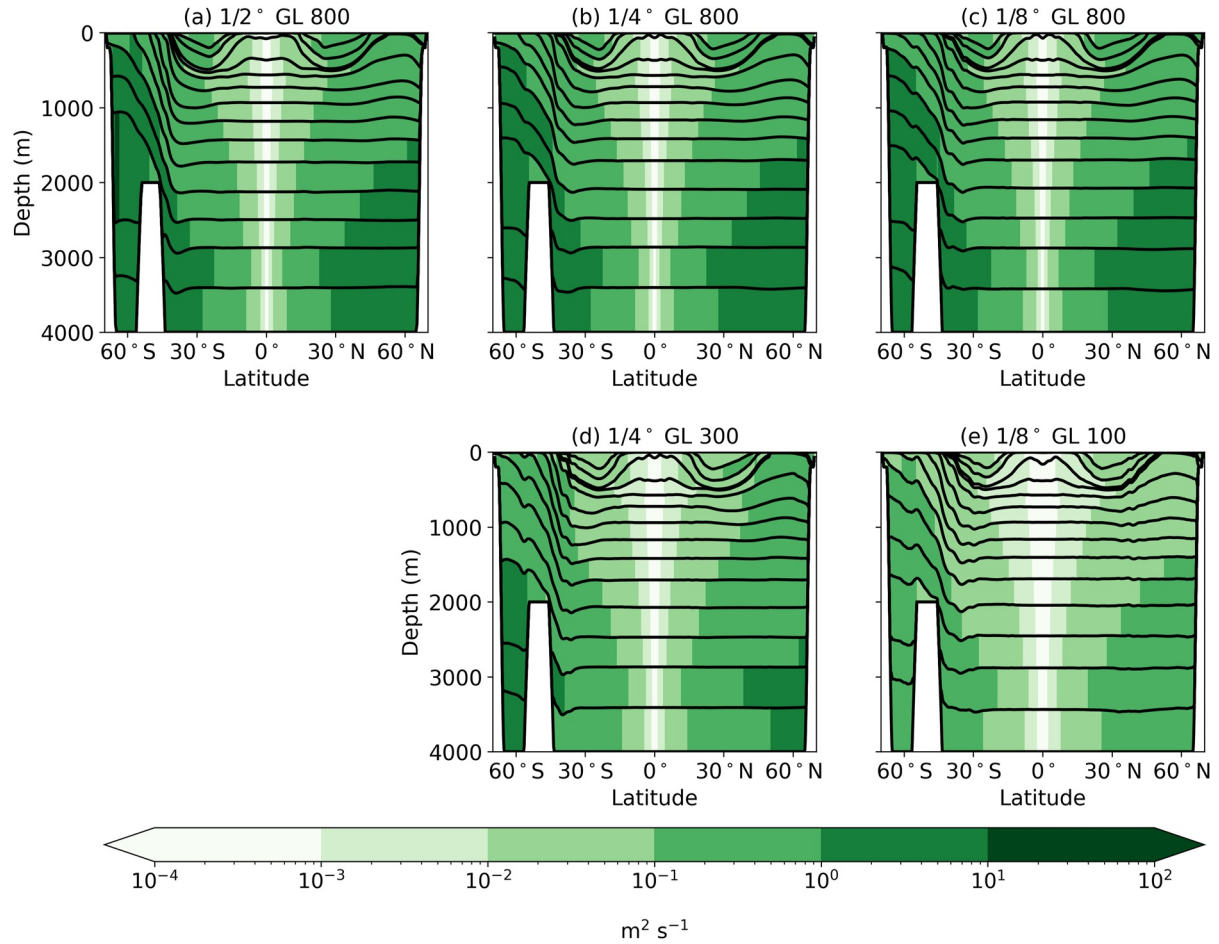 (a) 1/2° GL 800
(b) 1/4° GL 800
(c) 1/8° GL 800
0
1000
2000
3000
4000
Depth (m)
60°S 30°S 0° 30°N 60°N
60°S 30°S 0° 30°N 60°N
60°S 30°S 0° 30°N 60°N
Latitude
Latitude
Latitude
(d) 1/4° GL 300
(e) 1/8° GL 100
0
1000
2000
3000
4000
Depth (m)
60°S 30°S 0° 30°N 60°N
60°S 30°S 0° 30°N 60°N
Latitude
Latitude
10⁻⁴ 10⁻³ 10⁻² 10⁻¹ 10⁰ 10¹ 10²
m² s⁻¹